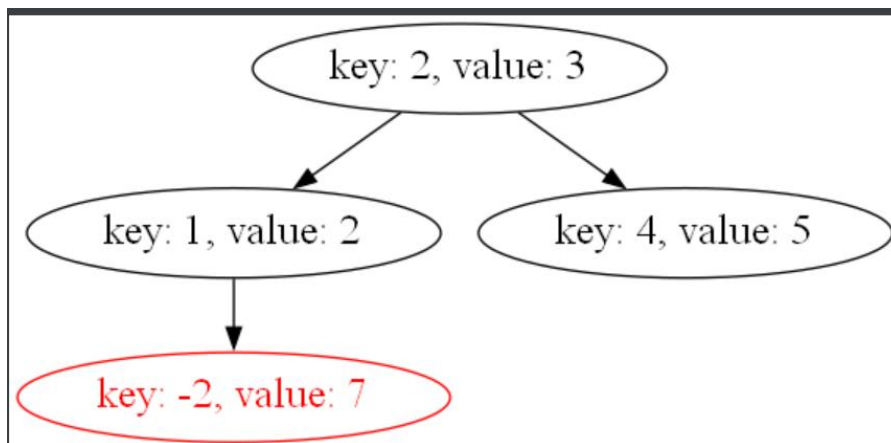 key: 2, value: 3
key: 1, value: 2
key: 4, value: 5
key: -2, value: 7